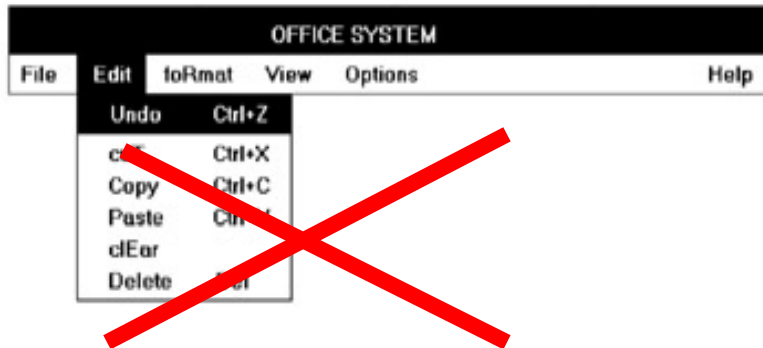 OFFICE SYSTEM
File Edit foRmat View Options Help
Undo Ctrl+Z
Ctrl+X
Copy Ctrl+C
Paste
clEar
Delete